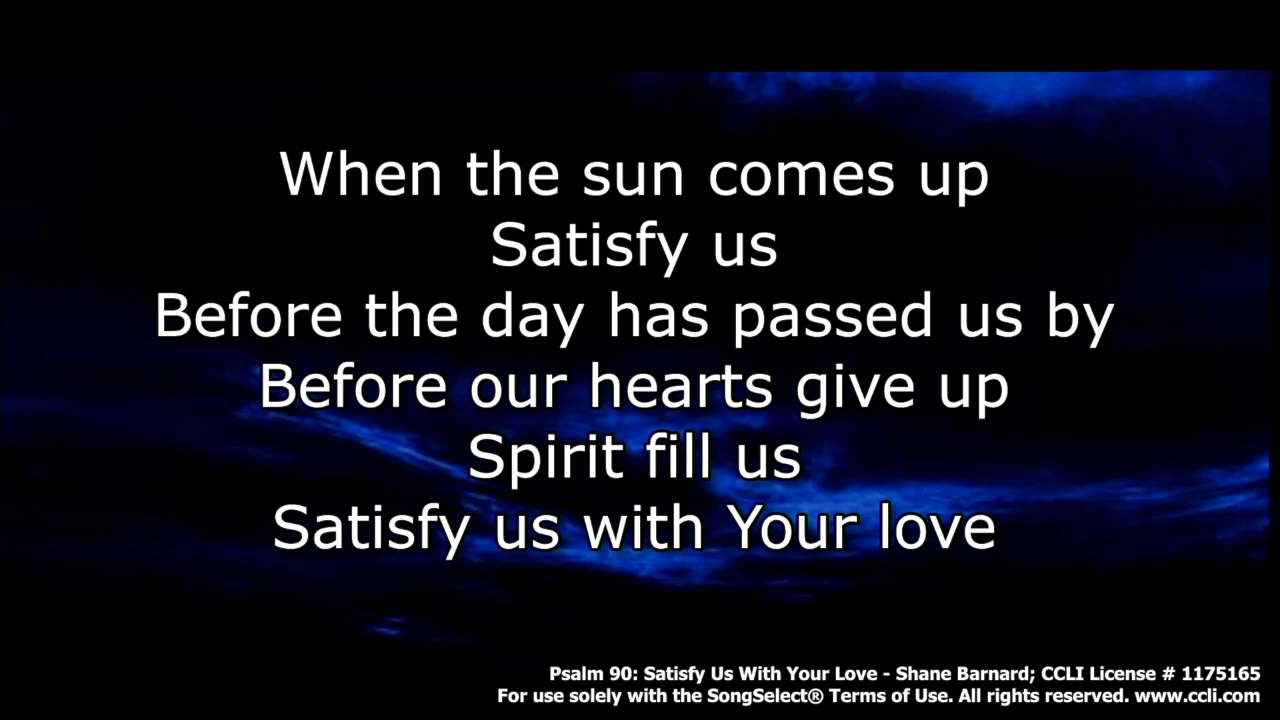 When the sun comes up
Satisfy us
Before the day has passed us by
Before our hearts give up
Spirit fill us
Satisfy us with Your love
Psalm 90: Satisfy Us With Your Love - Shane Barnard; CCLI License # 1175165
For use solely with the SongSelect® Terms of Use. All rights reserved. www.ccli.com